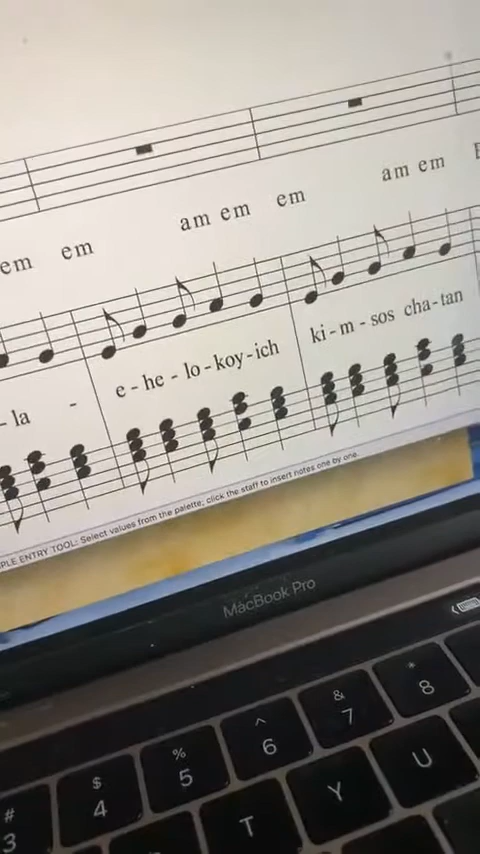 em em am em em am em E
- la - e - he - lo - koy - ich ki - m - sos cha - tan
PLE ENTRY TOOL: Select values from the palette; click the staff to insert notes one by one.
MacBook Pro
# 3 $ 4 % 5 ^ 6 & 7 * 8
T Y U